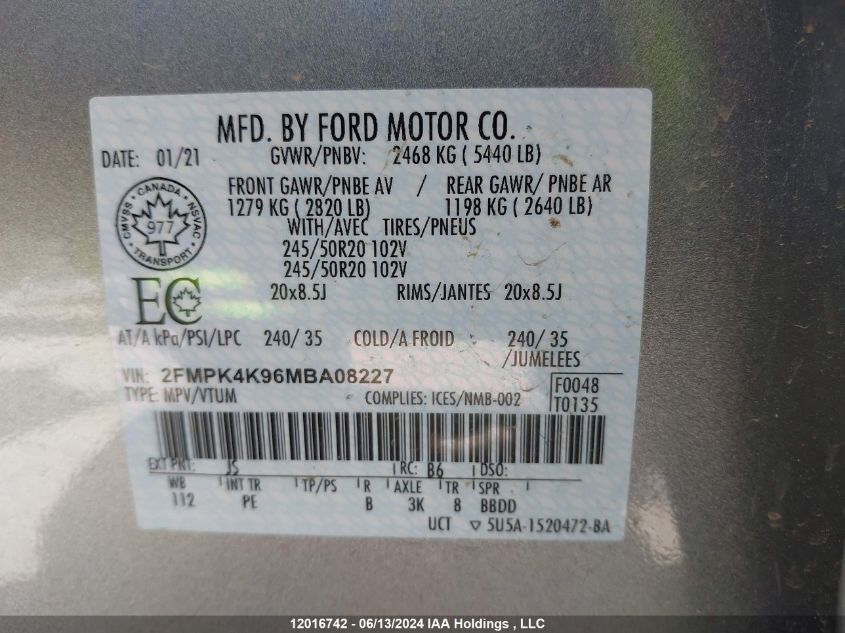 MFD. BY FORD MOTOR CO.
DATE: 01/21 GVWR/PNBV: 2468 KG ( 5440 LB)
FRONT GAWR/PNBE AV / REAR GAWR/ PNBE AR
1279 KG ( 2820 LB) 1198 KG ( 2640 LB)
WITH/AVEC TIRES/PNEUS
245/50R20 102V
245/50R20 102V
20x8.5J RIMS/JANTES 20x8.5J
CANADA
CMVSS 977 NSVAC
TRANSPORT
EC
AT/A kPa/PSI/LPC 240/ 35 COLD/A FROID 240/ 35
/JUMELEES
VIN: 2FMPK4K96MBA08227 F0048
TYPE: MPV/VTUM COMPLIES: ICES/NMB-002 T0135
EXT PNT: JS RC: B6 DSO:
WB INT TR TP/PS R AXLE TR SPR
112 PE B 3K 8 BBDD
UCT ▽ 5U5A-1520472-BA
12016742 - 06/13/2024 IAA Holdings , LLC